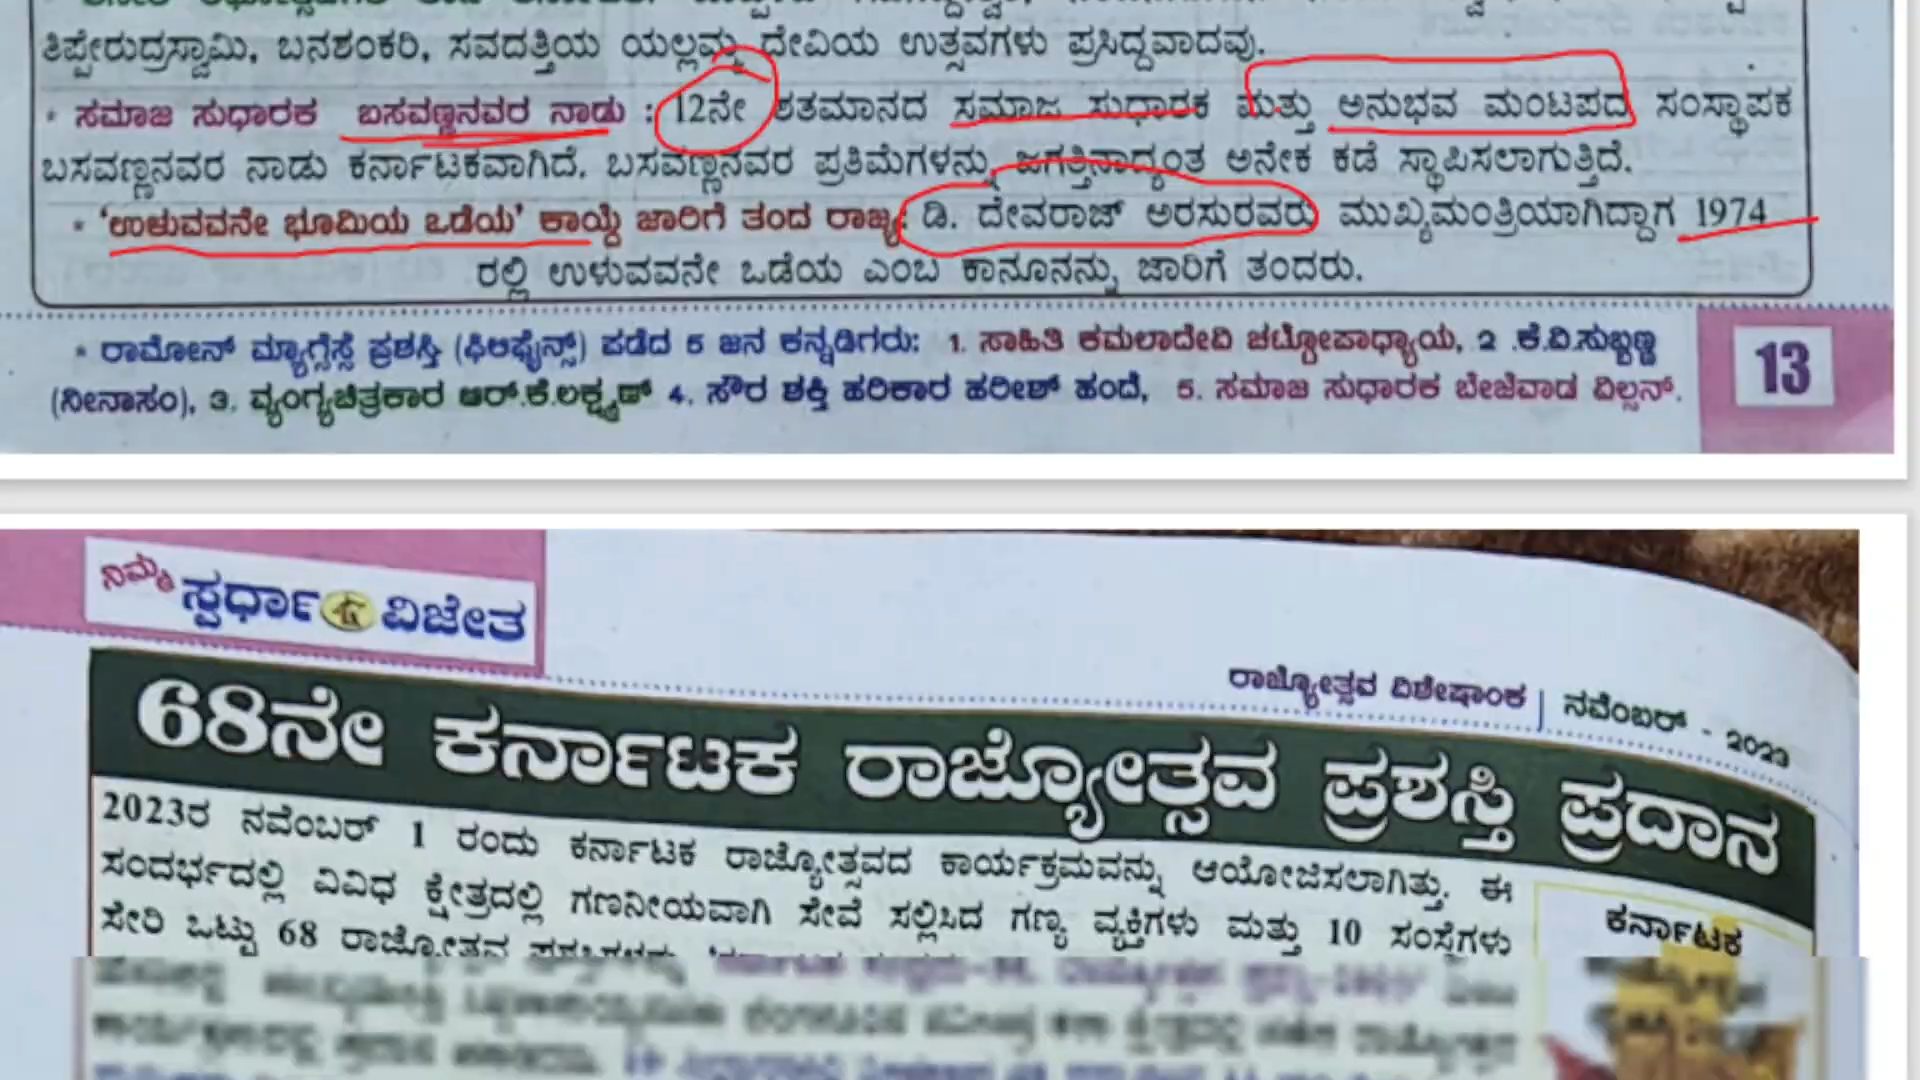 ತಿಪ್ಪೇರುದ್ರಸ್ವಾಮಿ, ಬನಶಂಕರಿ, ಸವದತ್ತಿಯ ಯಲ್ಲಮ್ಮ ದೇವಿಯ ಉತ್ಸವಗಳು ಪ್ರಸಿದ್ದವಾದವು.
* ಸಮಾಜ ಸುಧಾರಕ ಬಸವಣ್ಣನವರ ನಾಡು : 12ನೇ ಶತಮಾನದ ಸಮಾಜ ಸುಧಾರಕ ಮತ್ತು ಅನುಭವ ಮಂಟಪದ ಸಂಸ್ಥಾಪಕ
ಬಸವಣ್ಣನವರ ನಾಡು ಕರ್ನಾಟಕವಾಗಿದೆ. ಬಸವಣ್ಣನವರ ಪ್ರತಿಮೆಗಳನ್ನು ಜಗತ್ತಿನಾದ್ಯಂತ ಅನೇಕ ಕಡೆ ಸ್ಥಾಪಿಸಲಾಗುತ್ತಿದೆ.
* ‘ಉಳುವವನೇ ಭೂಮಿಯ ಒಡೆಯ’ ಕಾಯ್ದೆ ಜಾರಿಗೆ ತಂದ ರಾಜ್ಯ: ಡಿ. ದೇವರಾಜ್ ಅರಸುರವರು ಮುಖ್ಯಮಂತ್ರಿಯಾಗಿದ್ದಾಗ 1974
ರಲ್ಲಿ ಉಳುವವನೇ ಒಡೆಯ ಎಂಬ ಕಾನೂನನ್ನು ಜಾರಿಗೆ ತಂದರು.
* ರಾಮೋನ್ ಮ್ಯಾಗ್ಸೆಸ್ಸೆ ಪ್ರಶಸ್ತಿ (ಫಿಲಿಫೈನ್ಸ್) ಪಡೆದ 5 ಜನ ಕನ್ನಡಿಗರು: 1. ಸಾಹಿತಿ ಕಮಲಾದೇವಿ ಚಟ್ಟೋಪಾಧ್ಯಾಯ, 2 .ಕೆ.ವಿ.ಸುಬ್ಬಣ್ಣ
(ನೀನಾಸಂ), 3. ವ್ಯಂಗ್ಯಚಿತ್ರಕಾರ ಆರ್.ಕೆ.ಲಕ್ಷ್ಮಣ್ 4. ಸೌರ ಶಕ್ತಿ ಹರಿಕಾರ ಹರೀಶ್ ಹಂದೆ, 5. ಸಮಾಜ ಸುಧಾರಕ ಬೇಜೆವಾಡ ವಿಲ್ಸನ್.
13
ನಿಮ್ಮ ಸ್ಪರ್ಧಾ ವಿಜೇತ
ರಾಜ್ಯೋತ್ಸವ ವಿಶೇಷಾಂಕ | ನವೆಂಬರ್ - 2023
68ನೇ ಕರ್ನಾಟಕ ರಾಜ್ಯೋತ್ಸವ ಪ್ರಶಸ್ತಿ ಪ್ರದಾನ
2023ರ ನವೆಂಬರ್ 1 ರಂದು ಕರ್ನಾಟಕ ರಾಜ್ಯೋತ್ಸವದ ಕಾರ್ಯಕ್ರಮವನ್ನು ಆಯೋಜಿಸಲಾಗಿತ್ತು. ಈ
ಸಂದರ್ಭದಲ್ಲಿ ವಿವಿಧ ಕ್ಷೇತ್ರದಲ್ಲಿ ಗಣನೀಯವಾಗಿ ಸೇವೆ ಸಲ್ಲಿಸಿದ ಗಣ್ಯ ವ್ಯಕ್ತಿಗಳು ಮತ್ತು 10 ಸಂಸ್ಥೆಗಳು
ಸೇರಿ ಒಟ್ಟು 68 ರಾಜ್ಯೋತ್ಸವ
ಕರ್ನಾಟಕ